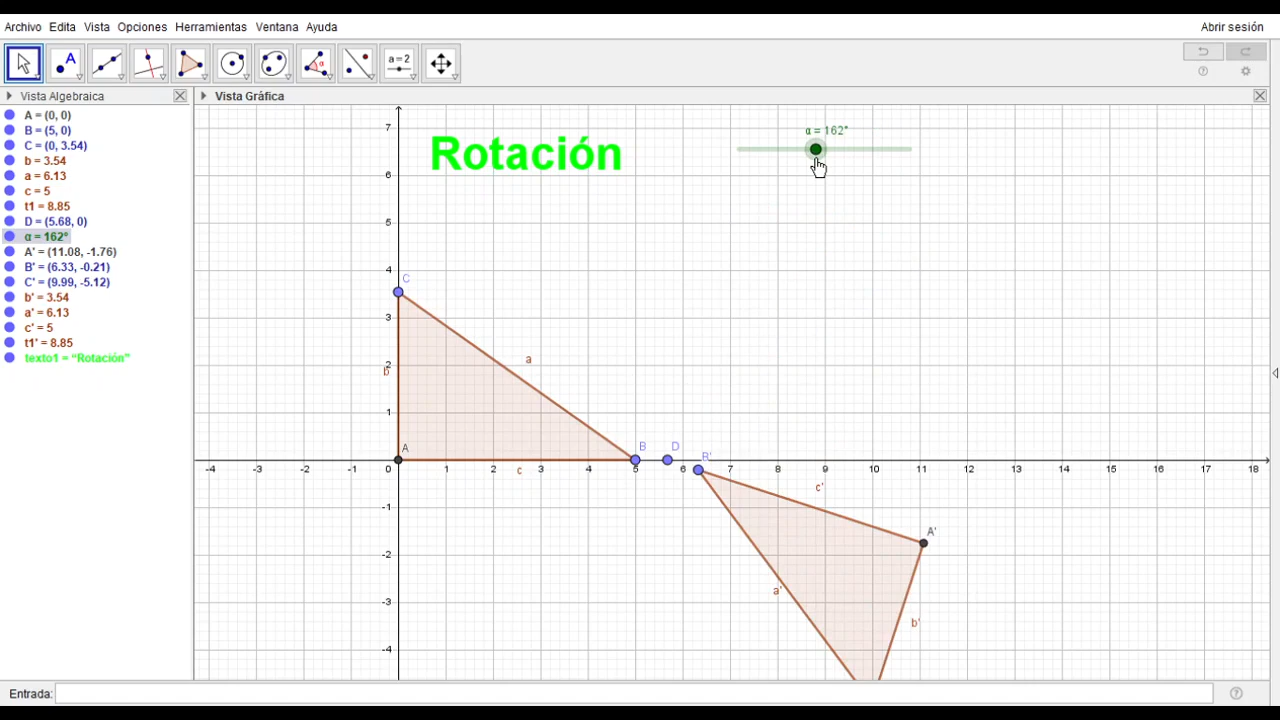 Archivo Edita Vista Opciones Herramientas Ventana Ayuda Abrir sesión
A α a=2
Vista Algebraica Vista Gráfica
A = (0, 0)
B = (5, 0)
C = (0, 3.54)
b = 3.54
a = 6.13
c = 5
t1 = 8.85
D = (5.68, 0)
α = 162°
A' = (11.08, -1.76)
B' = (6.33, -0.21)
C' = (9.99, -5.12)
b' = 3.54
a' = 6.13
c' = 5
t1' = 8.85
texto1 = “Rotación”
Rotación
α = 162°
7
6
5
4
3
2
1
-1
-2
-3
-4
C
a
b
A
B D B'
c
-4 -3 -2 -1 0 1 2 3 4 5 6 7 8 9 10 11 12 13 14 15 16 17 18
c'
A'
a'
b'
Entrada: